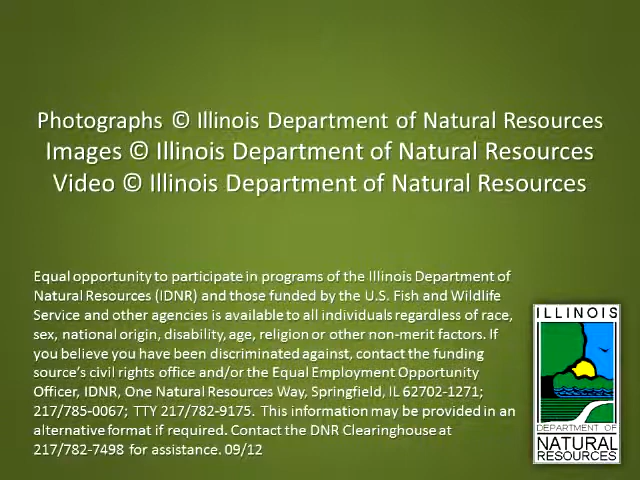 Photographs © Illinois Department of Natural Resources
Images © Illinois Department of Natural Resources
Video © Illinois Department of Natural Resources
Equal opportunity to participate in programs of the Illinois Department of
Natural Resources (IDNR) and those funded by the U.S. Fish and Wildlife
Service and other agencies is available to all individuals regardless of race,
sex, national origin, disability, age, religion or other non-merit factors. If
you believe you have been discriminated against, contact the funding
source's civil rights office and/or the Equal Employment Opportunity
Officer, IDNR, One Natural Resources Way, Springfield, IL 62702-1271;
217/785-0067; TTY 217/782-9175. This information may be provided in an
alternative format if required. Contact the DNR Clearinghouse at
217/782-7498 for assistance. 09/12
ILLINOIS
DEPARTMENT OF
NATURAL
RESOURCES